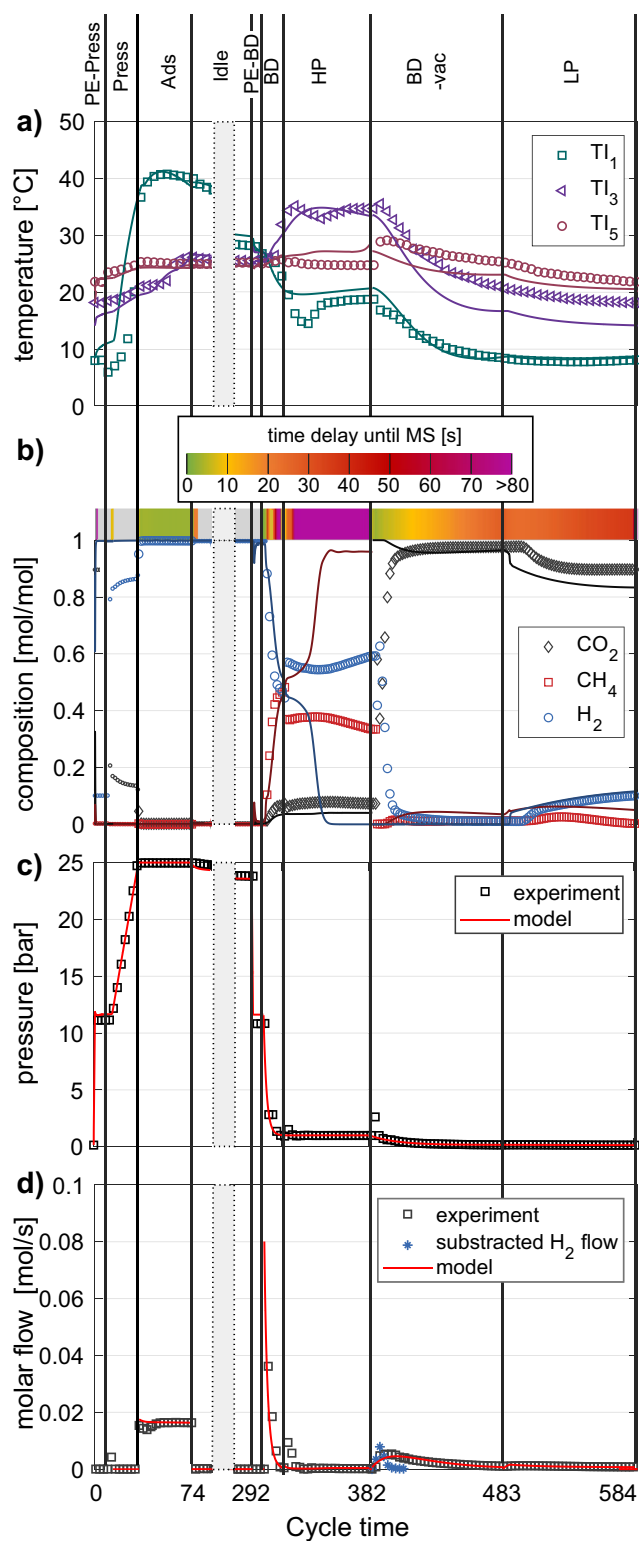 PE-Press
Press
Ads
Idle
PE-BD
BD
HP
BD
-vac
LP
a)
temperature [°C]
50
40
30
20
10
0
TI1
TI3
TI5
b)
time delay until MS [s]
0 10 20 30 40 50 60 70 >80
composition [mol/mol]
1
0.8
0.6
0.4
0.2
0
CO2
CH4
H2
c)
pressure [bar]
25
20
15
10
5
0
experiment
model
d)
molar flow [mol/s]
0.1
0.08
0.06
0.04
0.02
0
experiment
substracted H2 flow
model
0 74 292 382 483 584
Cycle time